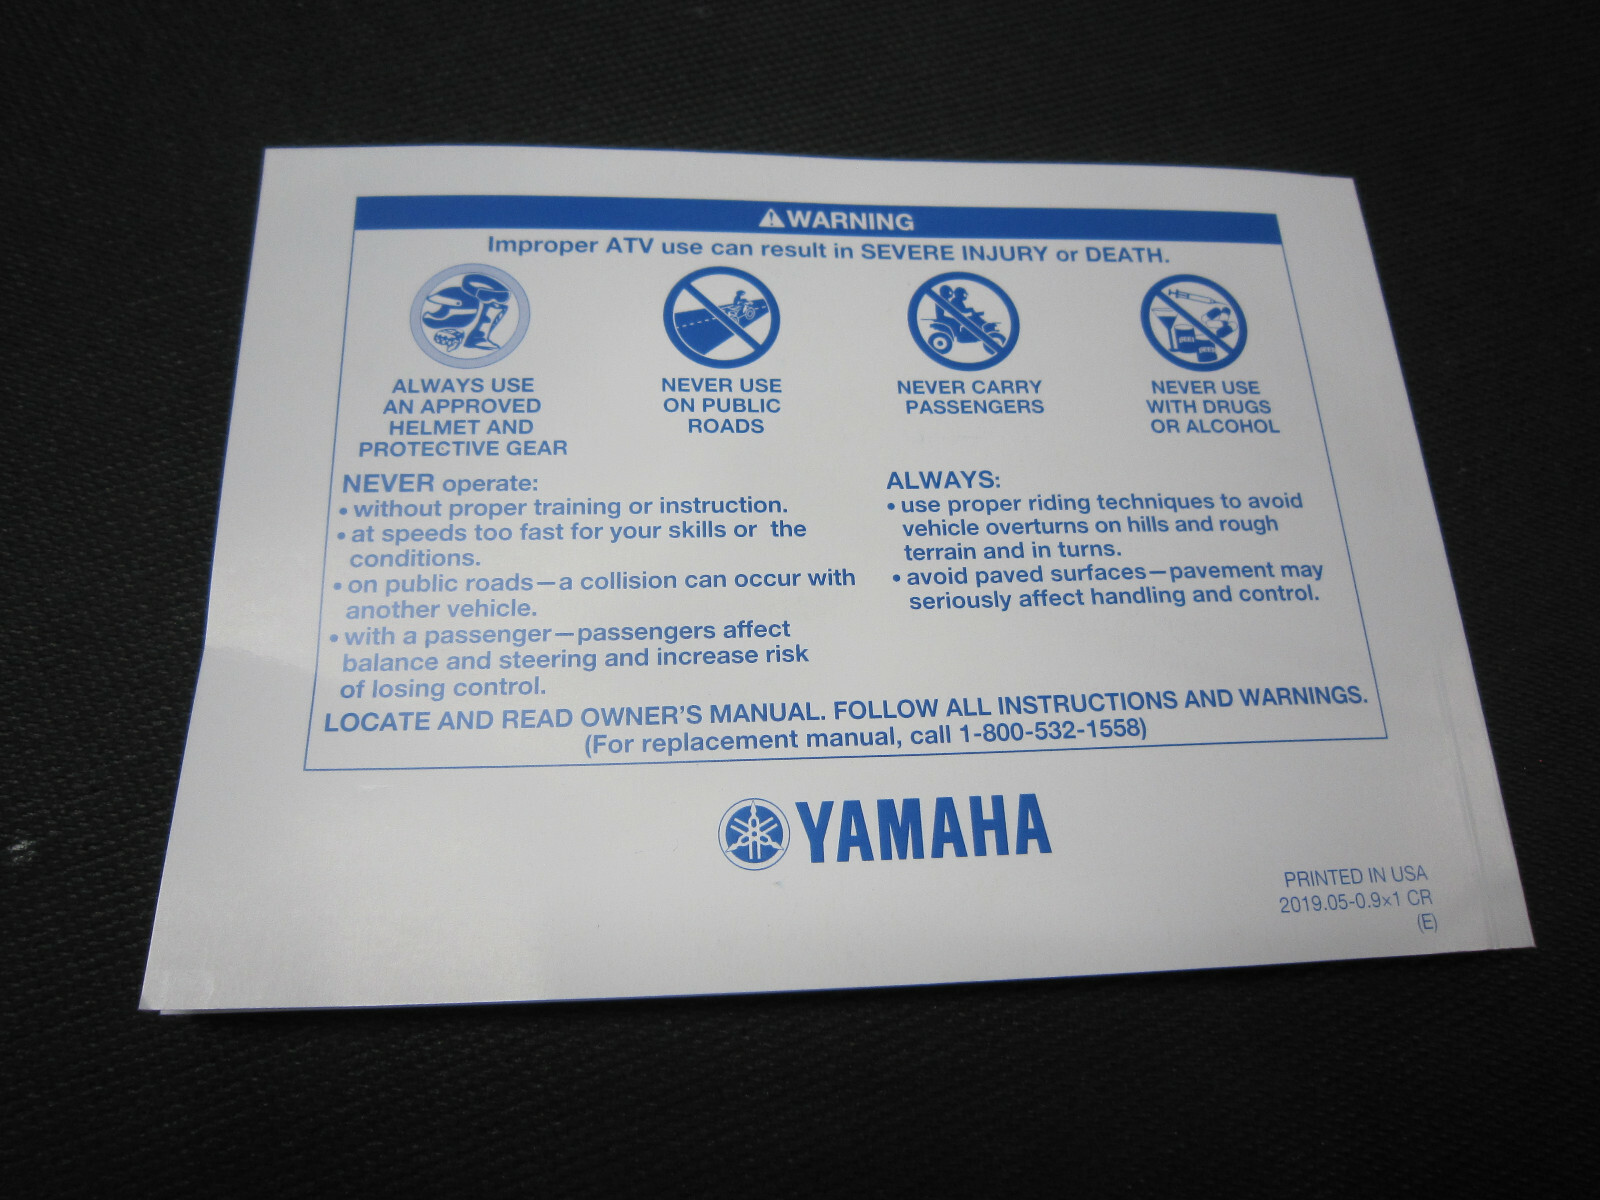 WARNING
Improper ATV use can result in SEVERE INJURY or DEATH.
ALWAYS USE
AN APPROVED
HELMET AND
PROTECTIVE GEAR
NEVER USE
ON PUBLIC
ROADS
NEVER CARRY
PASSENGERS
NEVER USE
WITH DRUGS
OR ALCOHOL
NEVER operate:
• without proper training or instruction.
• at speeds too fast for your skills or the
conditions.
• on public roads—a collision can occur with
another vehicle.
• with a passenger—passengers affect
balance and steering and increase risk
of losing control.
ALWAYS:
• use proper riding techniques to avoid
vehicle overturns on hills and rough
terrain and in turns.
• avoid paved surfaces—pavement may
seriously affect handling and control.
LOCATE AND READ OWNER'S MANUAL. FOLLOW ALL INSTRUCTIONS AND WARNINGS.
(For replacement manual, call 1-800-532-1558)
YAMAHA
PRINTED IN USA
2019.05-0.9×1 CR
(E)